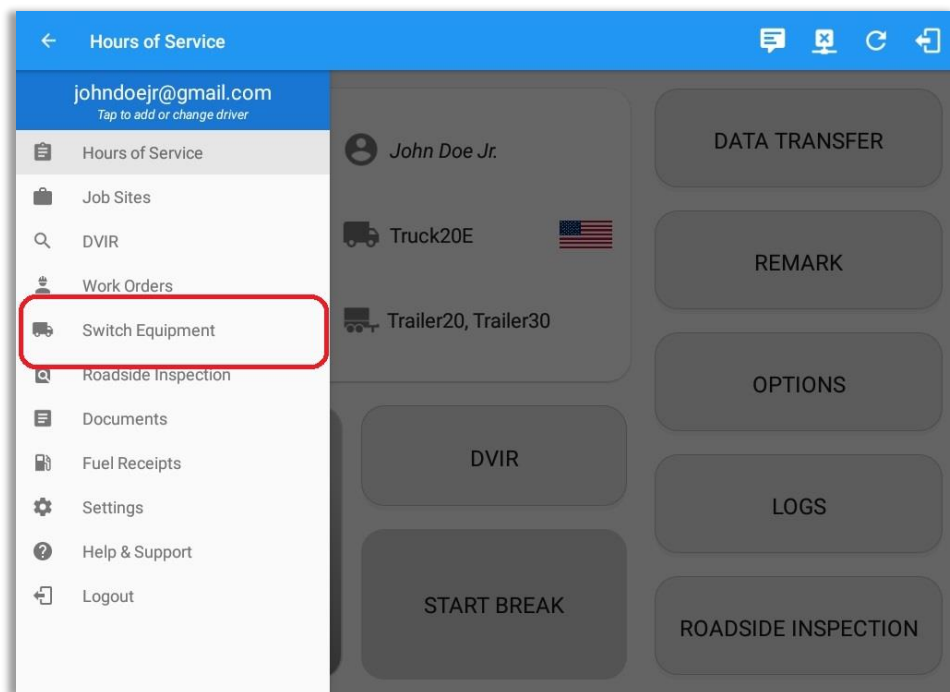 Hours of Service
johndoejr@gmail.com
Tap to add or change driver
Hours of Service
Job Sites
DVIR
Work Orders
Switch Equipment
Roadside Inspection
Documents
Fuel Receipts
Settings
Help & Support
Logout
John Doe Jr.
Truck20E
Trailer20, Trailer30
DVIR
START BREAK
DATA TRANSFER
REMARK
OPTIONS
LOGS
ROADSIDE INSPECTION